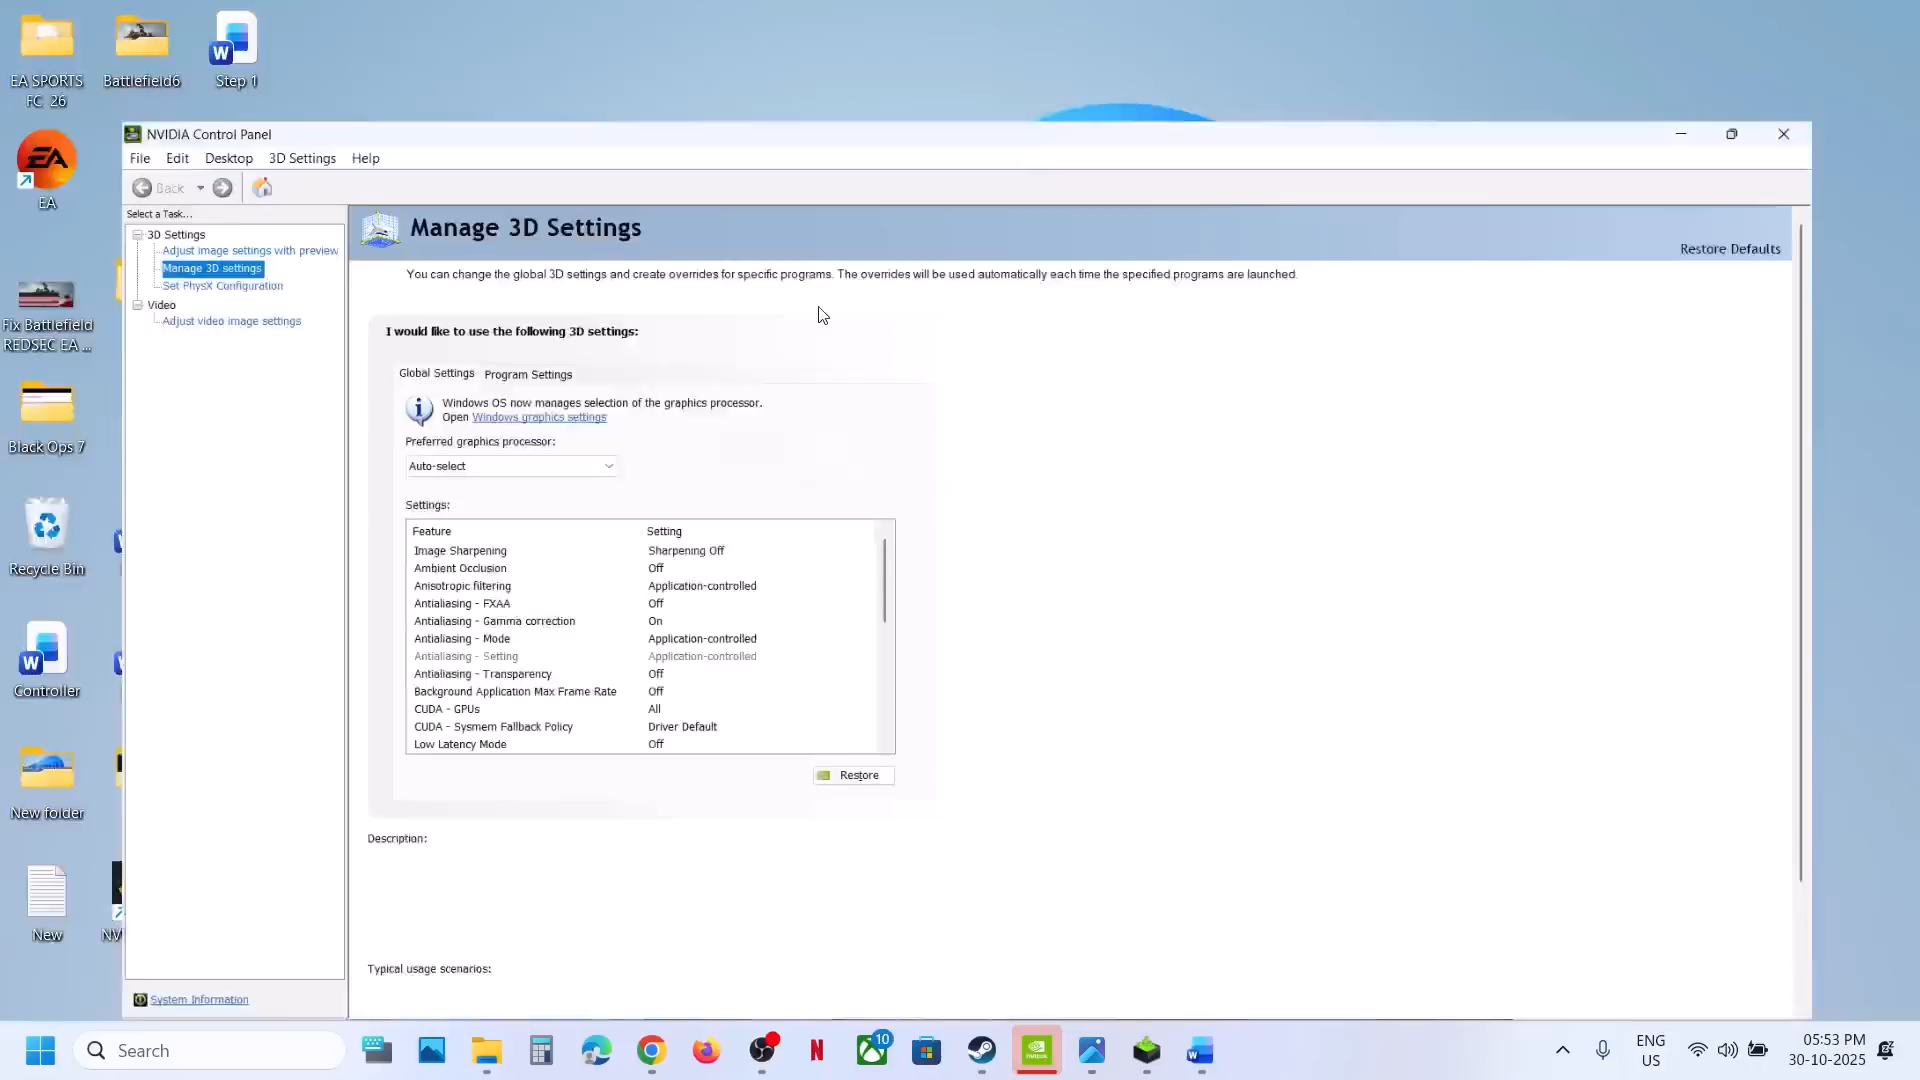 EA SPORTS
FC 26
Battlefield6
Step 1
EA
Fix Battlefield
REDSEC EA ...
Black Ops 7
Recycle Bin
Controller
New folder
New
NV
NVIDIA Control Panel
File Edit Desktop 3D Settings Help
Back
Select a Task...
3D Settings
Adjust image settings with preview
Manage 3D settings
Set PhysX Configuration
Video
Adjust video image settings
System Information
Manage 3D Settings
Restore Defaults
You can change the global 3D settings and create overrides for specific programs. The overrides will be used automatically each time the specified programs are launched.
I would like to use the following 3D settings:
Global Settings Program Settings
Windows OS now manages selection of the graphics processor.
Open Windows graphics settings
Preferred graphics processor:
Auto-select
Settings:
Feature Setting
Image Sharpening Sharpening Off
Ambient Occlusion Off
Anisotropic filtering Application-controlled
Antialiasing - FXAA Off
Antialiasing - Gamma correction On
Antialiasing - Mode Application-controlled
Antialiasing - Setting Application-controlled
Antialiasing - Transparency Off
Background Application Max Frame Rate Off
CUDA - GPUs All
CUDA - Sysmem Fallback Policy Driver Default
Low Latency Mode Off
Restore
Description:
Typical usage scenarios:
Search
10
ENG
US
05:53 PM
30-10-2025